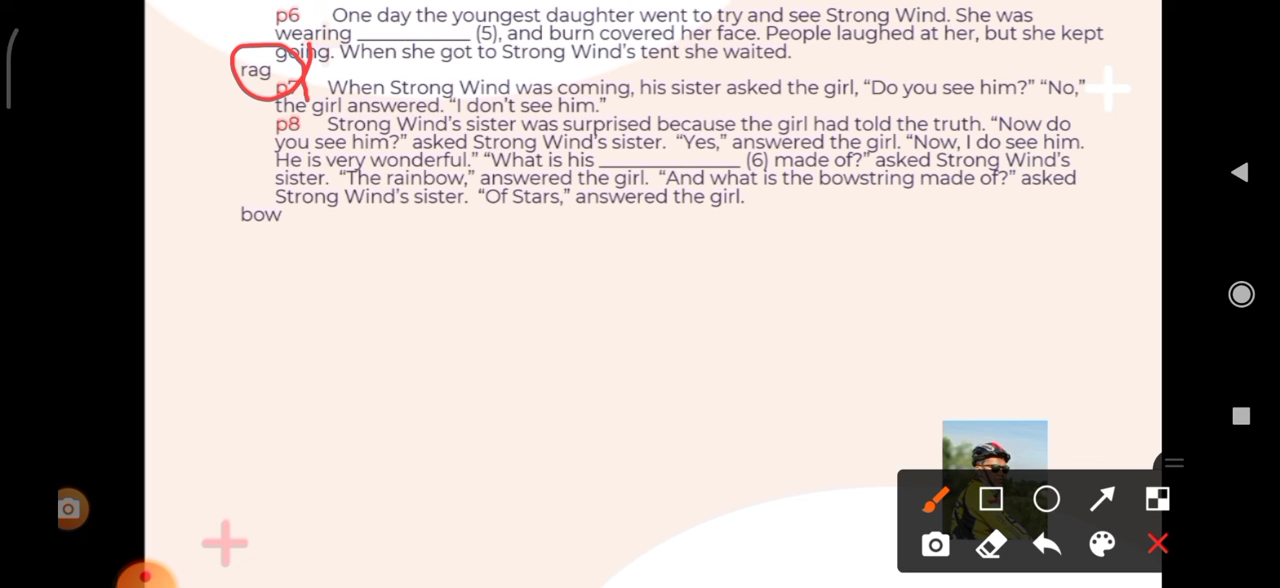 p6 One day the youngest daughter went to try and see Strong Wind. She was
wearing ___________ (5), and burn covered her face. People laughed at her, but she kept
going. When she got to Strong Wind’s tent she waited.
rag
p7 When Strong Wind was coming, his sister asked the girl, “Do you see him?” “No,”
the girl answered. “I don’t see him.”
p8 Strong Wind’s sister was surprised because the girl had told the truth. “Now do
you see him?” asked Strong Wind’s sister. “Yes,” answered the girl. “Now, I do see him.
He is very wonderful.” “What is his ______________ (6) made of?” asked Strong Wind’s
sister. “The rainbow,” answered the girl. “And what is the bowstring made of?” asked
Strong Wind’s sister. “Of Stars,” answered the girl.
bow